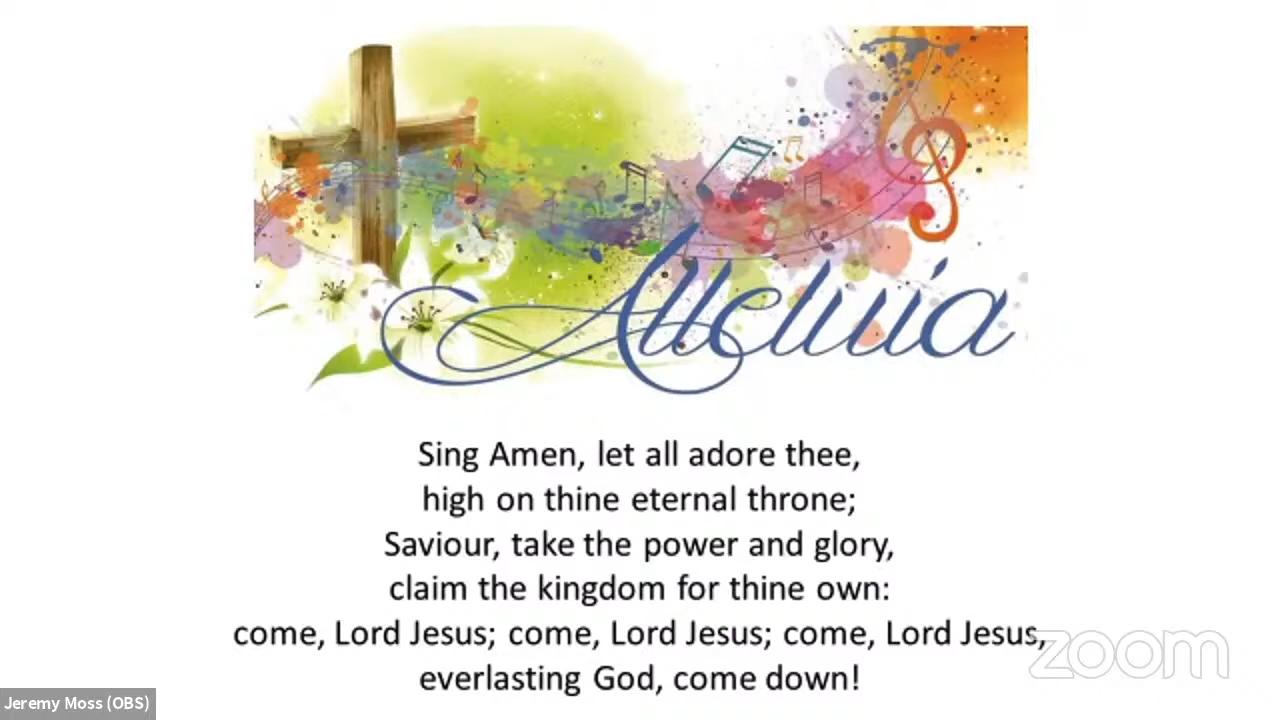 Alleluia
Sing Amen, let all adore thee,
high on thine eternal throne;
Saviour, take the power and glory,
claim the kingdom for thine own:
come, Lord Jesus; come, Lord Jesus; come, Lord Jesus,
everlasting God, come down!
zoom
Jeremy Moss (OBS)